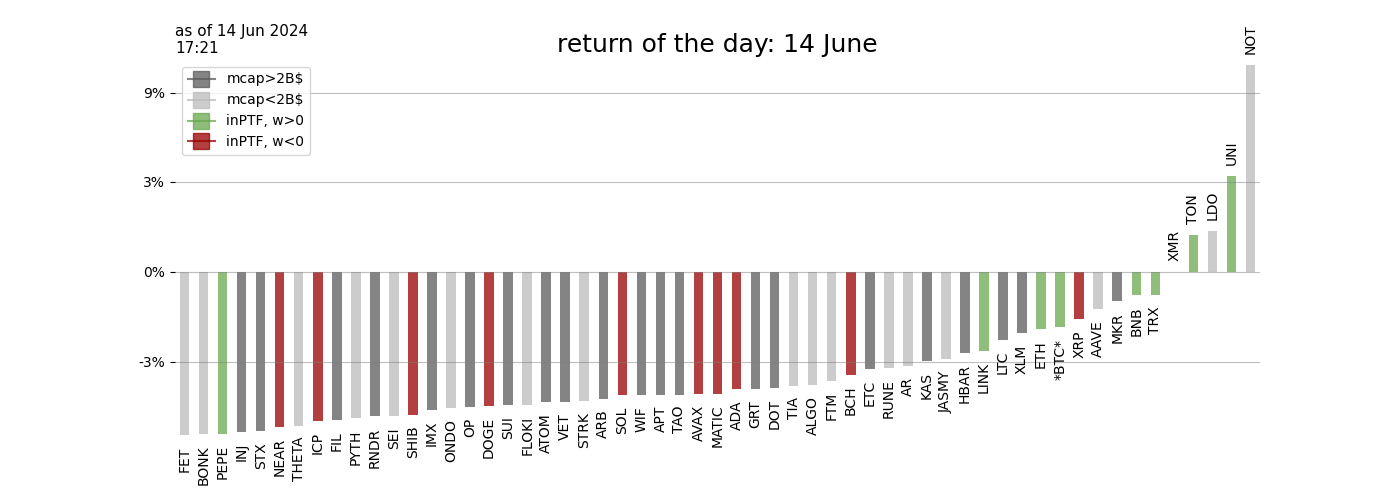 as of 14 Jun 2024
17:21
return of the day: 14 June
mcap>2B$
mcap<2B$
inPTF, w>0
inPTF, w<0
9%
3%
0%
-3%
FET
BONK
PEPE
INJ
STX
NEAR
THETA
ICP
FIL
PYTH
RNDR
SEI
SHIB
IMX
ONDO
OP
DOGE
SUI
FLOKI
ATOM
VET
STRK
ARB
SOL
WIF
APT
TAO
AVAX
MATIC
ADA
GRT
DOT
TIA
ALGO
FTM
BCH
ETC
RUNE
AR
KAS
JASMY
HBAR
LINK
LTC
XLM
ETH
*BTC*
XRP
AAVE
MKR
BNB
TRX
XMR
TON
LDO
UNI
NOT